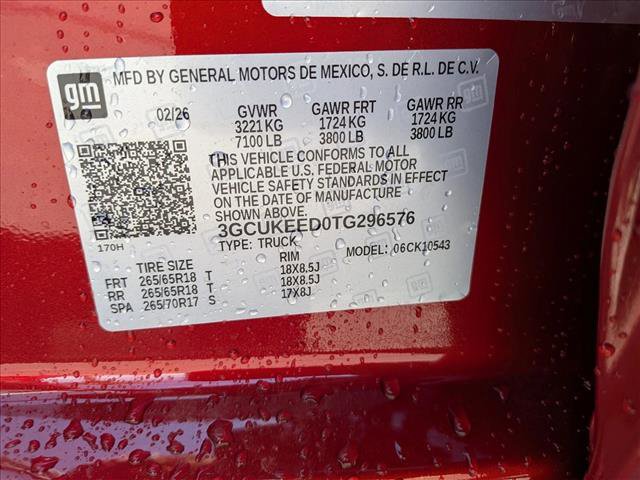 gm
MFD BY GENERAL MOTORS DE MEXICO, S. DE R.L. DE C.V.
02/26 GVWR GAWR FRT GAWR RR
3221 KG 1724 KG 1724 KG
7100 LB 3800 LB 3800 LB
THIS VEHICLE CONFORMS TO ALL
APPLICABLE U.S. FEDERAL MOTOR
VEHICLE SAFETY STANDARDS IN EFFECT
ON THE DATE OF MANUFACTURE
SHOWN ABOVE.
3GCUKEED0TG296576
170H TYPE: TRUCK MODEL: 06CK10543
TIRE SIZE RIM
FRT 265/65R18 T 18X8.5J
RR 265/65R18 T 18X8.5J
SPA 265/70R17 S 17X8J